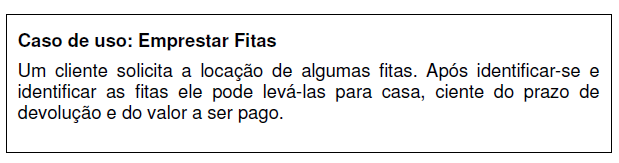 Caso de uso: Emprestar Fitas
Um cliente solicita a locação de algumas fitas. Após identificar-se e
identificar as fitas ele pode levá-las para casa, ciente do prazo de
devolução e do valor a ser pago.